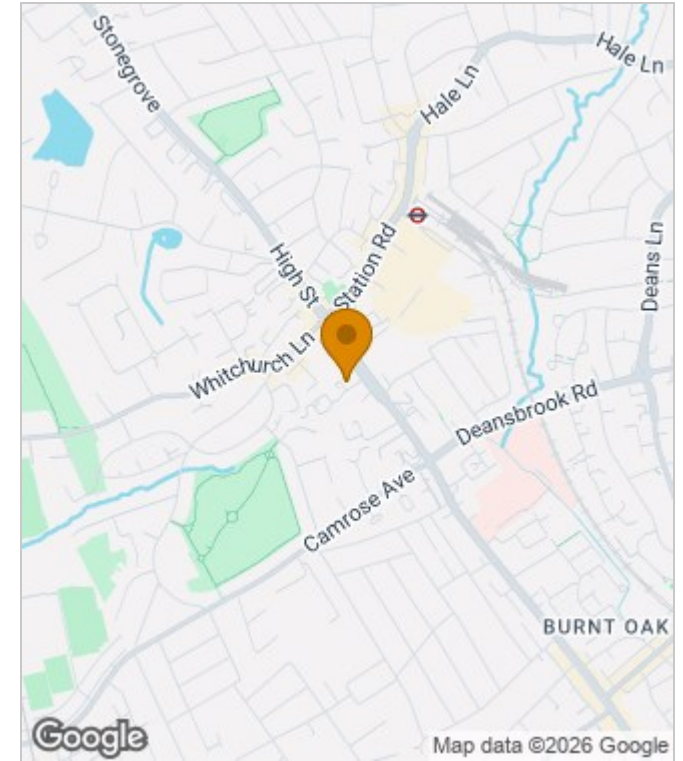 Stonegrove
Hale Ln
Hale Ln
Deans Ln
High St
Station Rd
Whitchurch Ln
Deansbrook Rd
Camrose Ave
BURNT OAK
Google
Map data ©2026 Google